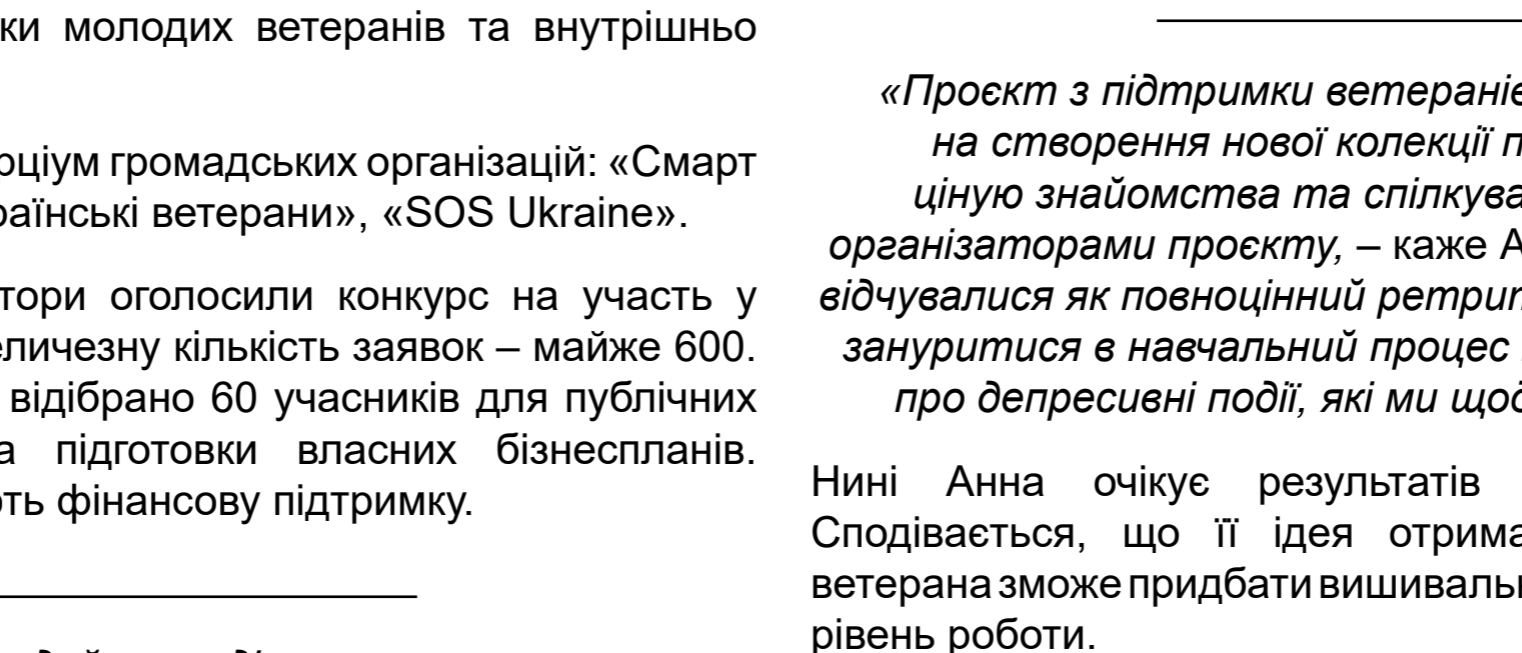 ки молодих ветеранів та внутрішньо
рціум громадських організацій: «Смарт
раїнські ветерани», «SOS Ukraine».
тори оголосили конкурс на участь у
еличезну кількість заявок – майже 600.
відібрано 60 учасників для публічних
а підготовки власних бізнеспланів.
ють фінансову підтримку.
«Проєкт з підтримки ветеранів
на створення нової колекції п
ціную знайомства та спілкува
організаторами проєкту, – каже А
відчувалися як повноцінний ретрит
зануритися в навчальний процес
про депресивні події, які ми щод
Нині Анна очікує результатів
Сподівається, що її ідея отрима
ветерана зможе придбати вишиваль
рівень роботи.